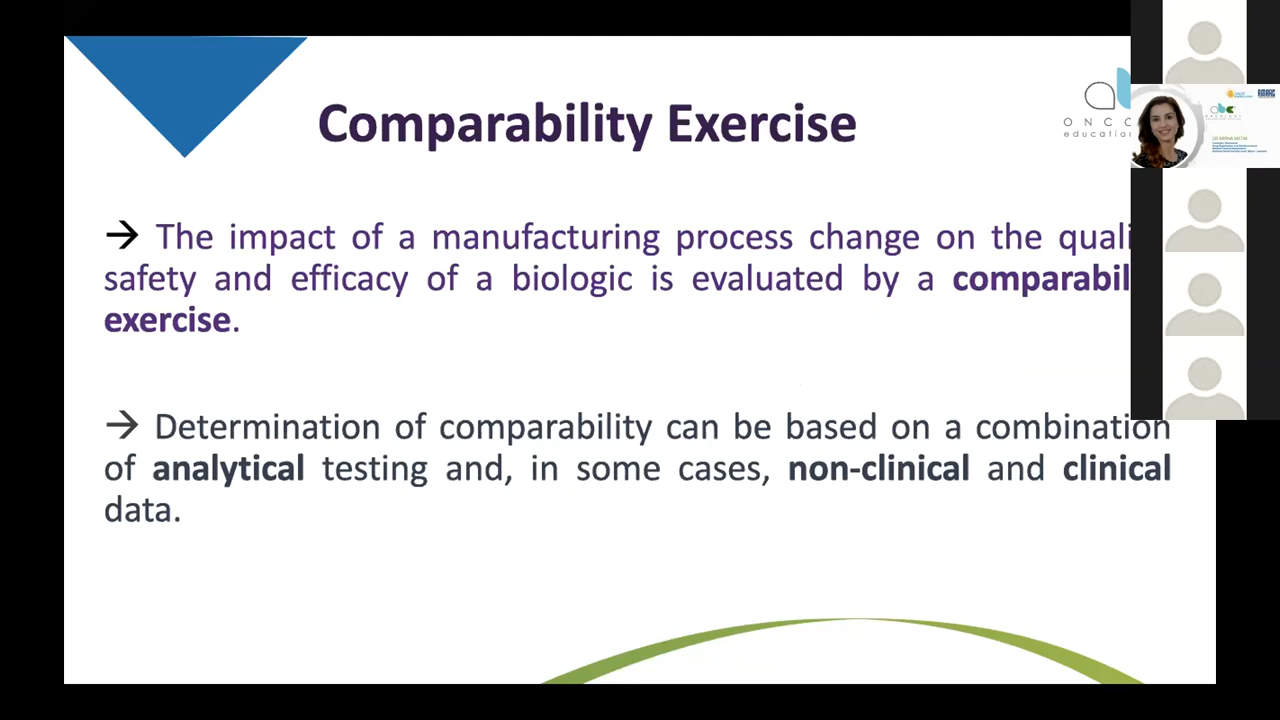 Comparability Exercise
ONCO
education
→ The impact of a manufacturing process change on the quali
safety and efficacy of a biologic is evaluated by a comparabil
exercise.
→ Determination of comparability can be based on a combination
of analytical testing and, in some cases, non-clinical and clinical
data.